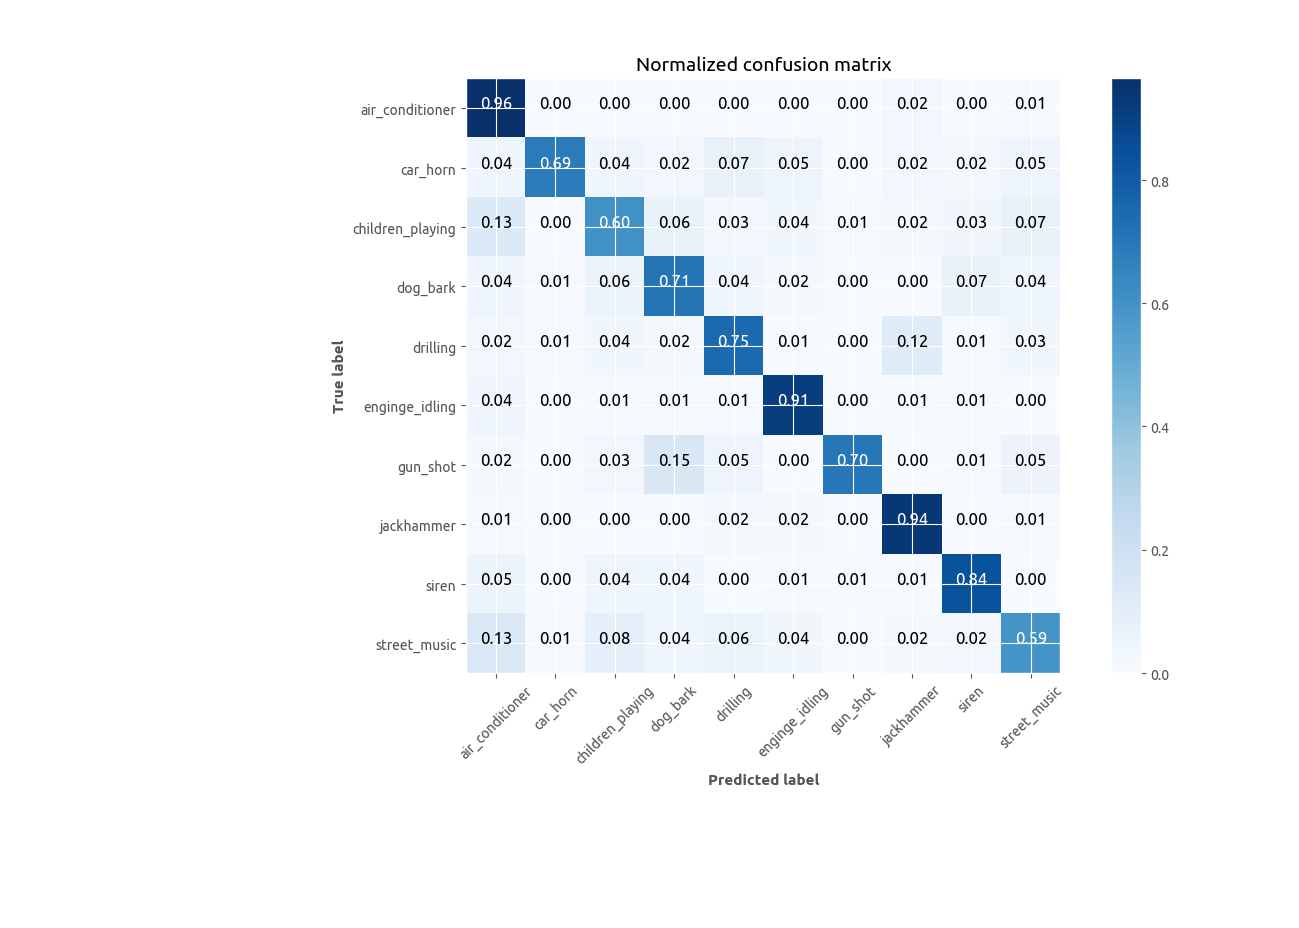 Normalized confusion matrix
air_conditioner 0.96 0.00 0.00 0.00 0.00 0.00 0.00 0.02 0.00 0.01
car_horn 0.04 0.69 0.04 0.02 0.07 0.05 0.00 0.02 0.02 0.05
children_playing 0.13 0.00 0.60 0.06 0.03 0.04 0.01 0.02 0.03 0.07
dog_bark 0.04 0.01 0.06 0.71 0.04 0.02 0.00 0.00 0.07 0.04
drilling 0.02 0.01 0.04 0.02 0.75 0.01 0.00 0.12 0.01 0.03
enginge_idling 0.04 0.00 0.01 0.01 0.01 0.91 0.00 0.01 0.01 0.00
gun_shot 0.02 0.00 0.03 0.15 0.05 0.00 0.70 0.00 0.01 0.05
jackhammer 0.01 0.00 0.00 0.00 0.02 0.02 0.00 0.94 0.00 0.01
siren 0.05 0.00 0.04 0.04 0.00 0.01 0.01 0.01 0.84 0.00
street_music 0.13 0.01 0.08 0.04 0.06 0.04 0.00 0.02 0.02 0.59
True label
air_conditioner car_horn children_playing dog_bark drilling enginge_idling gun_shot jackhammer siren street_music
Predicted label
0.8
0.6
0.4
0.2
0.0